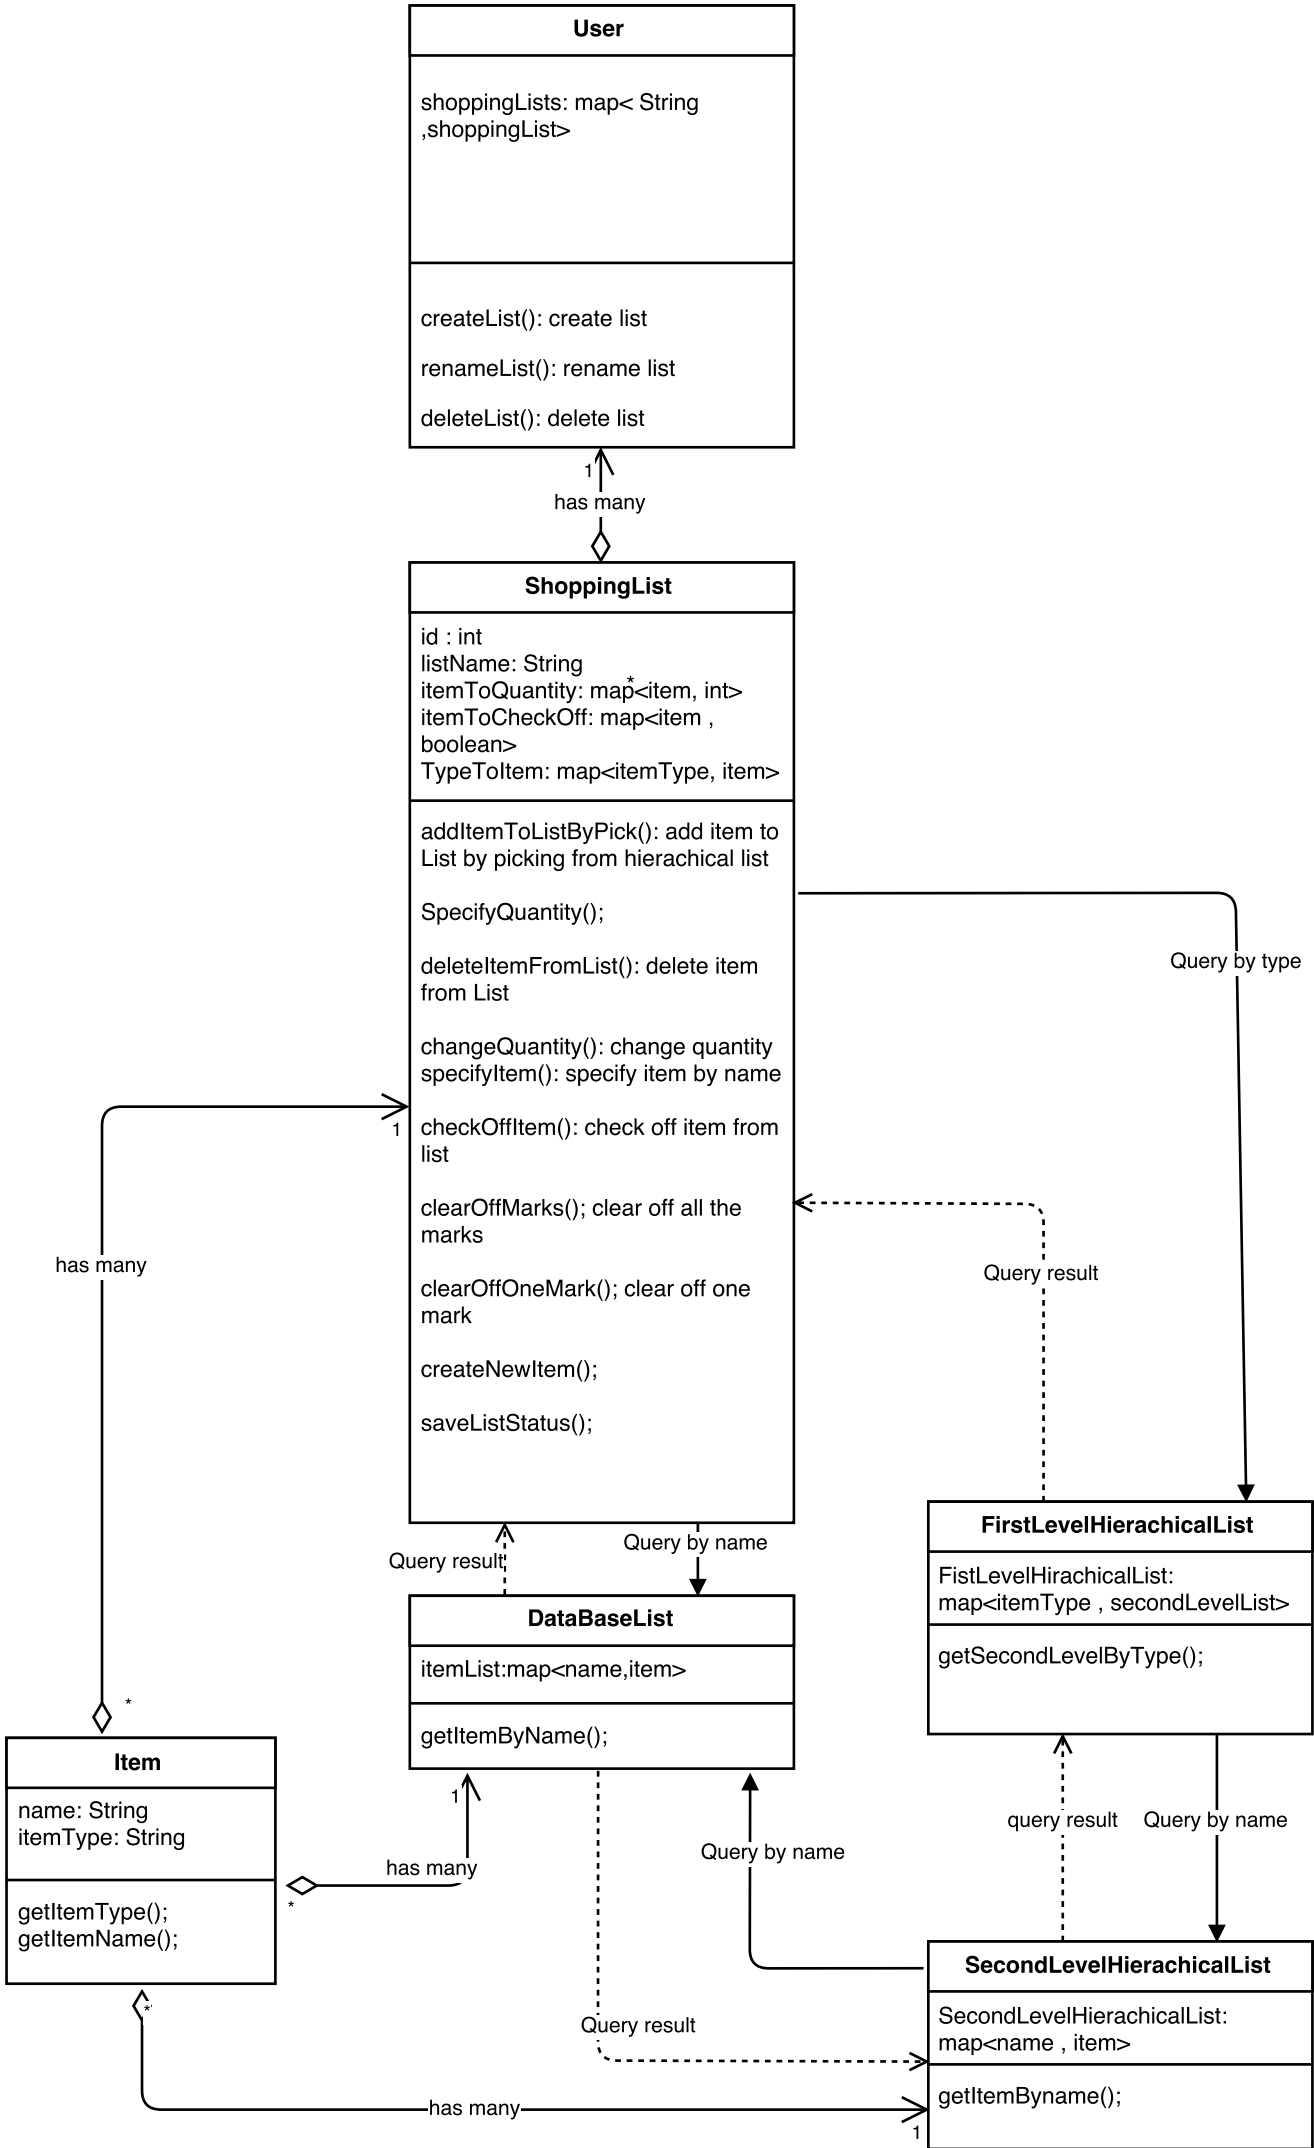 User
shoppingLists: map< String
,shoppingList>
createList(): create list
renameList(): rename list
deleteList(): delete list
1
has many
ShoppingList
id : int
listName: String
*
itemToQuantity: map<item, int>
itemToCheckOff: map<item ,
boolean>
TypeToItem: map<itemType, item>
addItemToListByPick(): add item to
List by picking from hierachical list
SpecifyQuantity();
deleteItemFromList(): delete item
from List
changeQuantity(): change quantity
specifyItem(): specify item by name
checkOffItem(): check off item from
list
clearOffMarks(); clear off all the
marks
clearOffOneMark(); clear off one
mark
createNewItem();
saveListStatus();
Query by type
1
has many
Query result
Query result
Query by name
FirstLevelHierachicalList
FistLevelHirachicalList:
map<itemType , secondLevelList>
getSecondLevelByType();
DataBaseList
itemList:map<name,item>
getItemByName();
*
Item
name: String
itemType: String
getItemType();
getItemName();
1
has many
*
Query by name
query result
Query by name
SecondLevelHierachicalList
SecondLevelHierachicalList:
map<name , item>
getItemByname();
*
Query result
has many
1